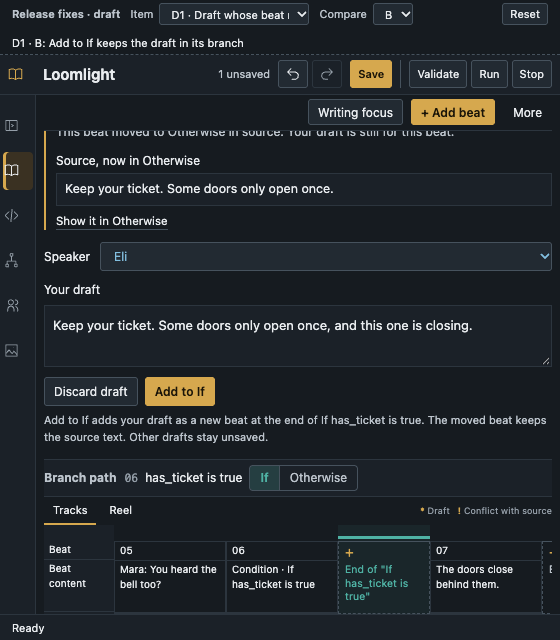 Release fixes · draft Item D1 · Draft whose beat Compare B Reset
D1 · B: Add to If keeps the draft in its branch
Loomlight 1 unsaved Save Validate Run Stop
Writing focus + Add beat More
This beat moved to Otherwise in source. Your draft is still for this beat.
Source, now in Otherwise
Keep your ticket. Some doors only open once.
Show it in Otherwise
Speaker Eli
Your draft
Keep your ticket. Some doors only open once, and this one is closing.
Discard draft Add to If
Add to If adds your draft as a new beat at the end of If has_ticket is true. The moved beat keeps
the source text. Other drafts stay unsaved.
Branch path 06 has_ticket is true If Otherwise
Tracks Reel * Draft ! Conflict with source
Beat 05 06 + 07
Beat content
Mara: You heard the bell too?
Condition · If has_ticket is true
End of "If has_ticket is true"
The doors close behind them.
Ready